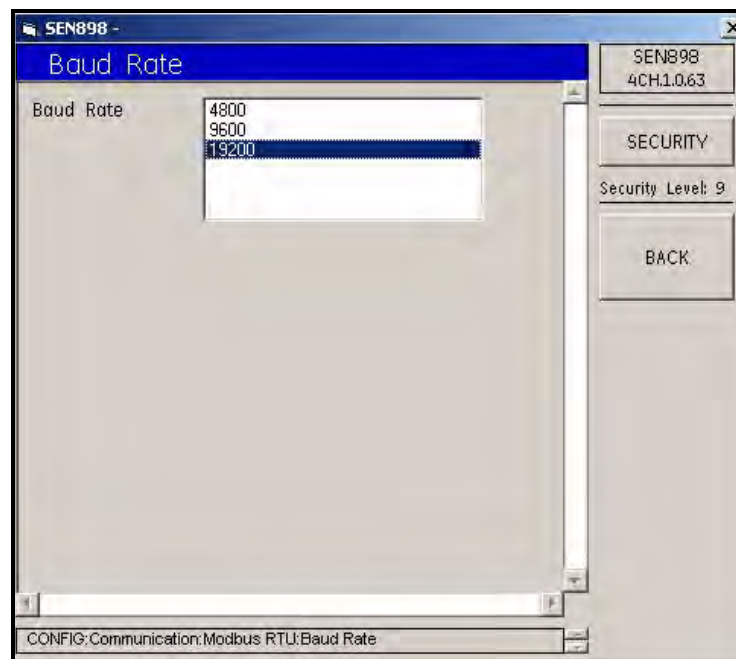 SEN898 -
Baud Rate
Baud Rate
4800
9600
19200
SEN898
4CH.1.0.63
SECURITY
Security Level: 9
BACK
CONFIG:Communication:Modbus RTU:Baud Rate